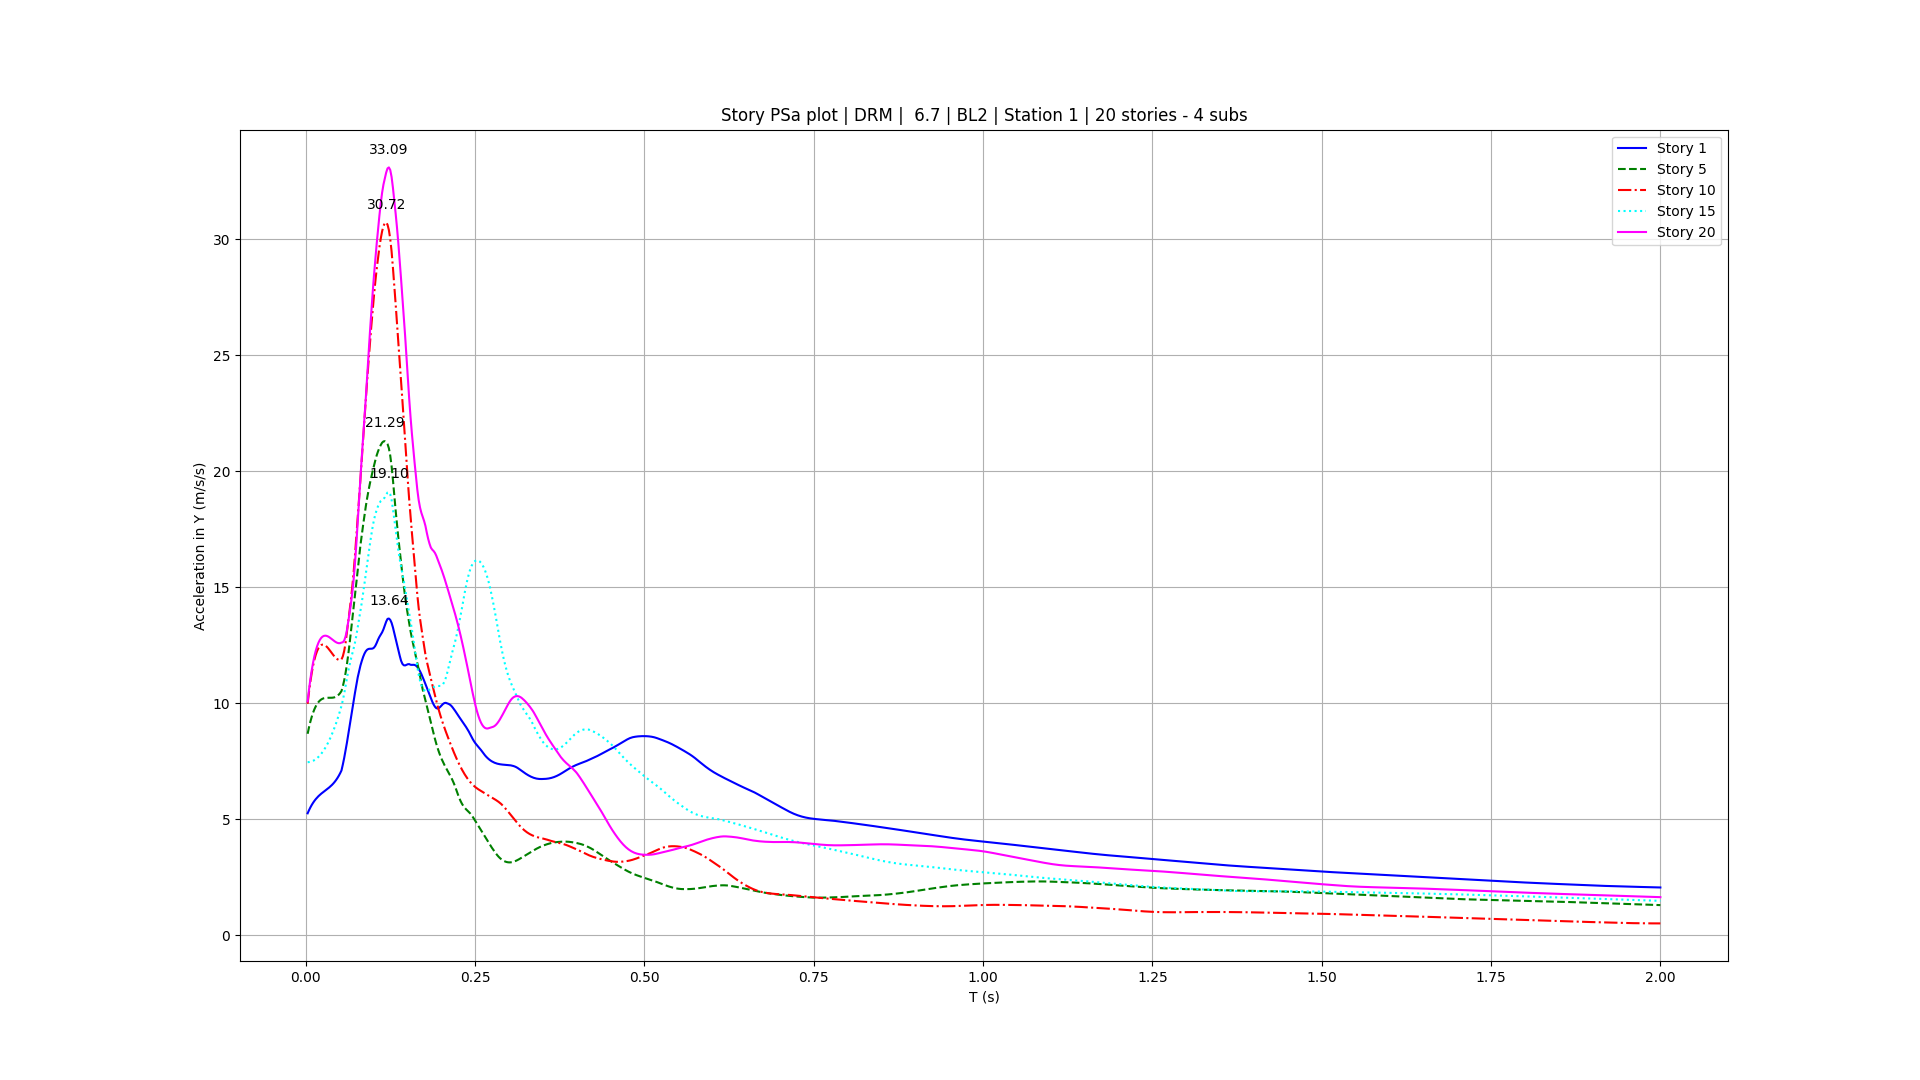 Story PSa plot | DRM |  6.7 | BL2 | Station 1 | 20 stories - 4 subs
33.09
30.72
21.29
19.10
13.64
Story 1
Story 5
Story 10
Story 15
Story 20
Acceleration in Y (m/s/s)
30
25
20
15
10
5
0
0.00 0.25 0.50 0.75 1.00 1.25 1.50 1.75 2.00
T (s)